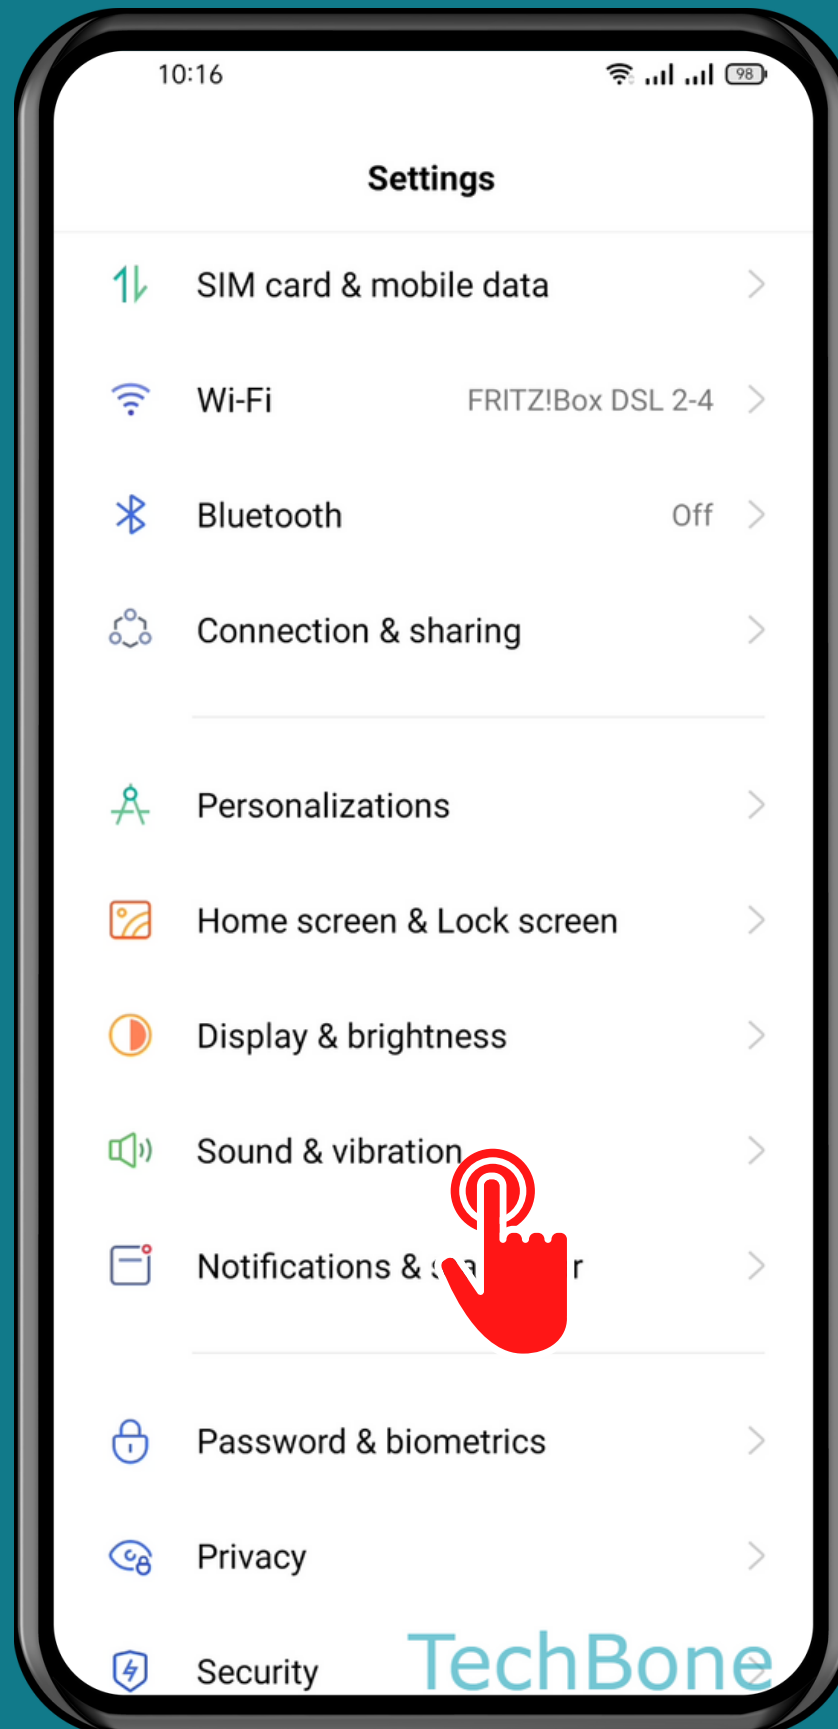 10:16
98
Settings
SIM card & mobile data
Wi-Fi FRITZ!Box DSL 2-4
Bluetooth Off
Connection & sharing
Personalizations
Home screen & Lock screen
Display & brightness
Sound & vibration
Notifications &
Password & biometrics
Privacy
Security
TechBone